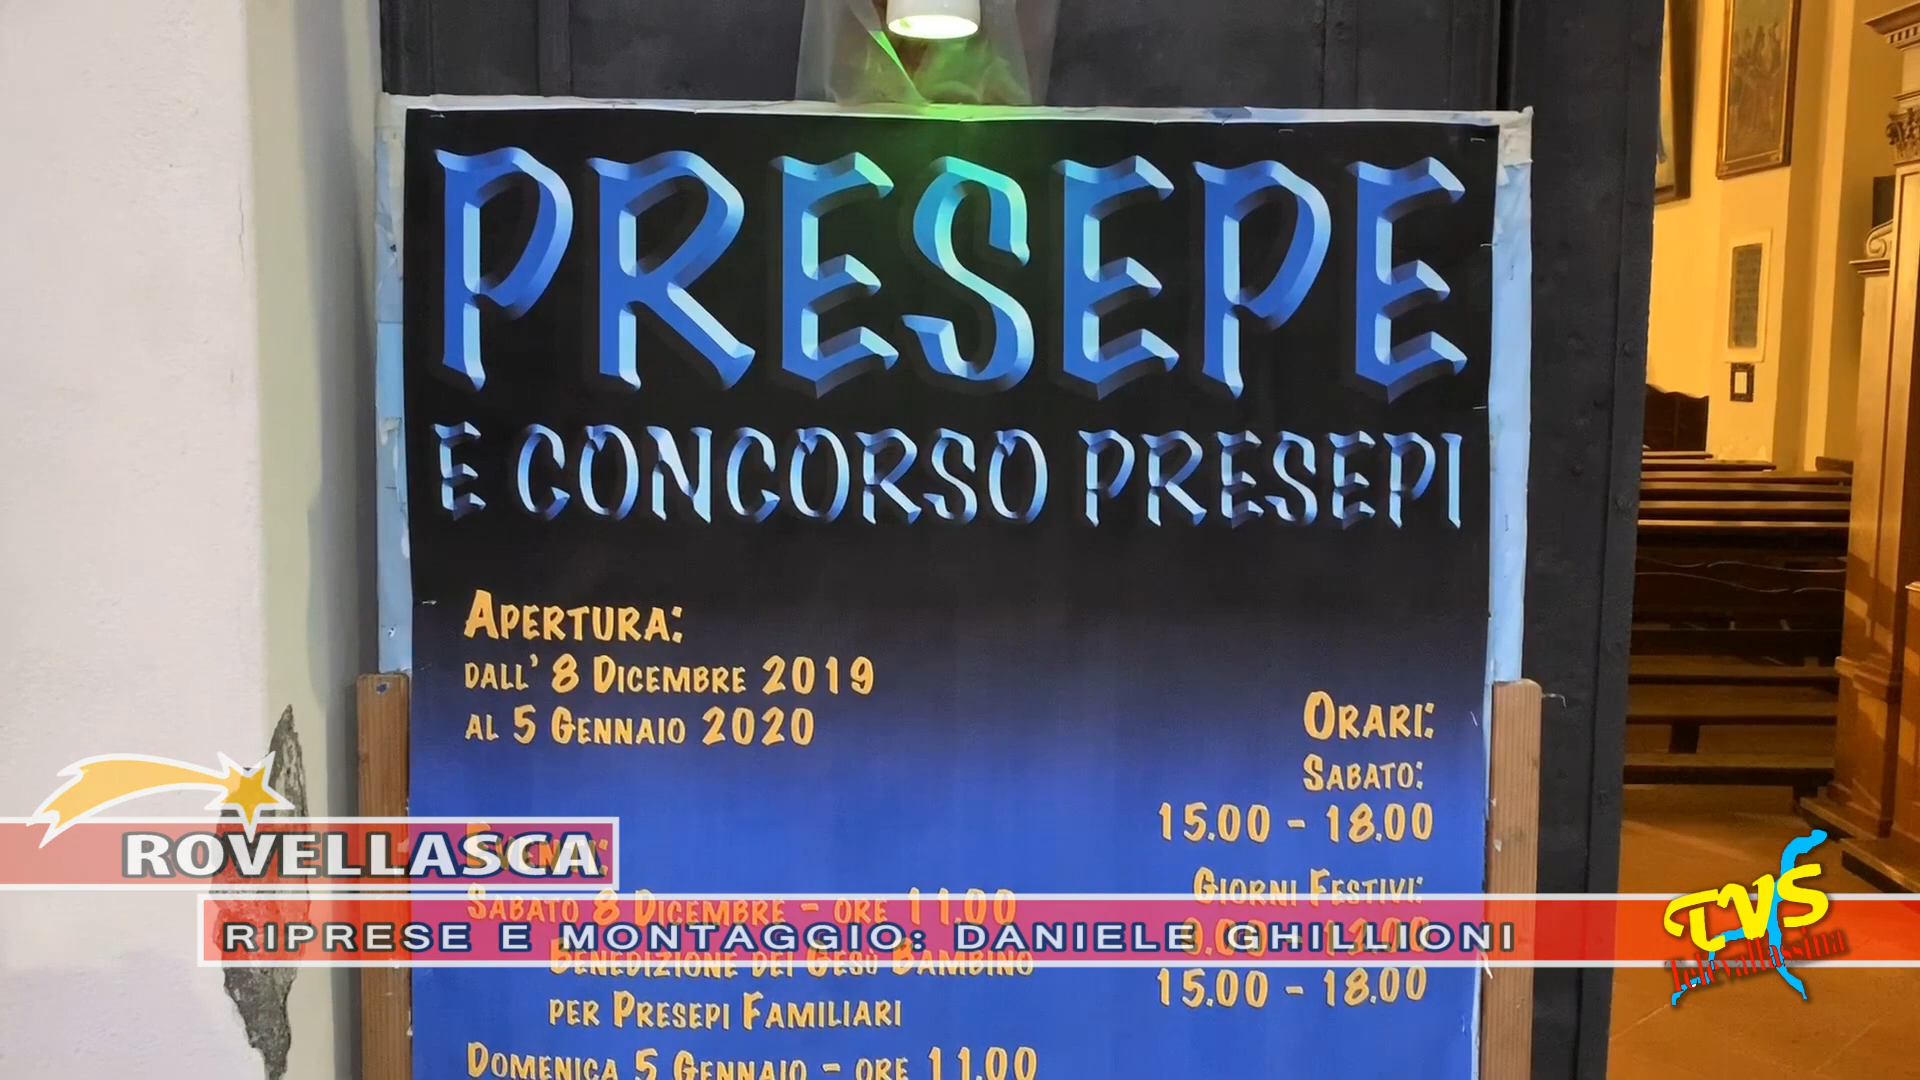 PRESEPE
E CONCORSO PRESEPI
APERTURA:
DALL' 8 DICEMBRE 2019
AL 5 GENNAIO 2020
ORARI:
SABATO:
15.00 - 18.00
GIORNI FESTIVI:
15.00 - 18.00
SABATO 8 DICEMBRE - ORE 11.00
BENEDIZIONE DEI GESÙ BAMBINO
PER PRESEPI FAMILIARI
DOMENICA 5 GENNAIO - ORE 11.00
ROVELLASCA
RIPRESE E MONTAGGIO: DANIELE GHILLIONI
TVS
Televallassina